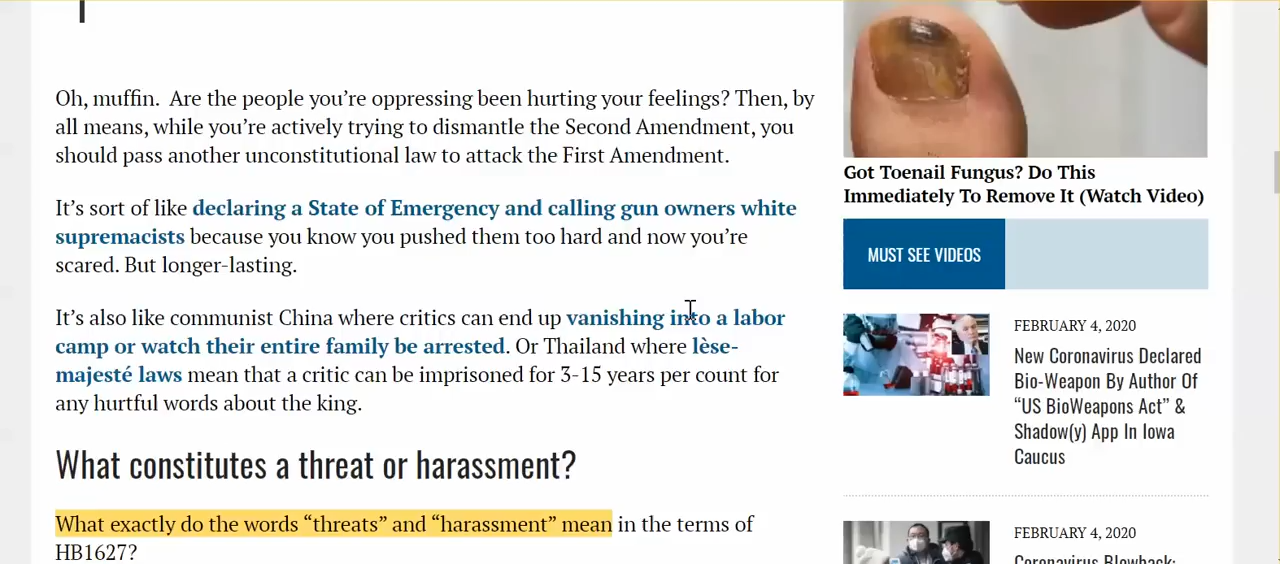 Oh, muffin.  Are the people you’re oppressing been hurting your feelings? Then, by
all means, while you’re actively trying to dismantle the Second Amendment, you
should pass another unconstitutional law to attack the First Amendment.
It’s sort of like declaring a State of Emergency and calling gun owners white
supremacists because you know you pushed them too hard and now you’re
scared. But longer-lasting.
It’s also like communist China where critics can end up vanishing into a labor
camp or watch their entire family be arrested. Or Thailand where lèse-
majesté laws mean that a critic can be imprisoned for 3-15 years per count for
any hurtful words about the king.
What constitutes a threat or harassment?
What exactly do the words “threats” and “harassment” mean in the terms of
HB1627?
Got Toenail Fungus? Do This
Immediately To Remove It (Watch Video)
MUST SEE VIDEOS
FEBRUARY 4, 2020
New Coronavirus Declared
Bio-Weapon By Author Of
“US BioWeapons Act” &
Shadow(y) App In Iowa
Caucus
FEBRUARY 4, 2020
Coronavirus Blowback: